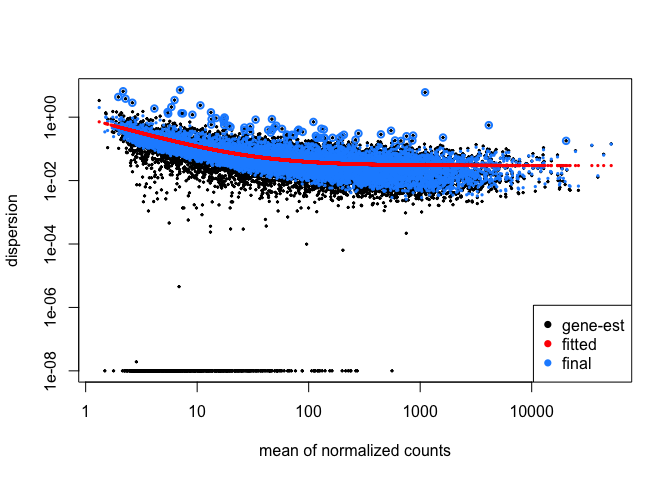 dispersion
1e+00
1e-02
1e-04
1e-06
1e-08
gene-est
fitted
final
1 10 100 1000 10000
mean of normalized counts